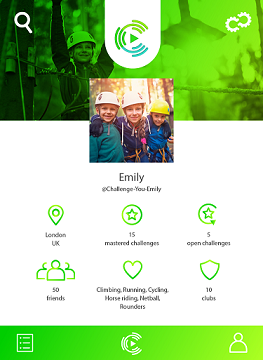 Emily
@Challenge-You-Emily
London
UK
15
mastered challenges
5
open challenges
50
friends
Climbing, Running, Cycling,
Horse riding, Netball,
Rounders
10
clubs